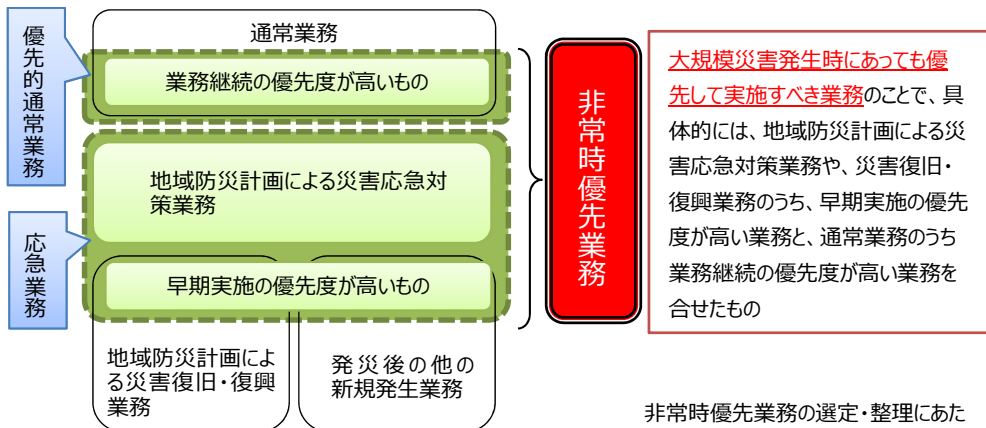 優先的通常業務
通常業務
業務継続の優先度が高いもの
応急業務
地域防災計画による災害応急対
策業務
早期実施の優先度が高いもの
地域防災計画によ
る災害復旧・復興
業務
発災後の他の
新規発生業務
非常時優先業務
大規模災害発生時にあっても優
先して実施すべき業務のことで、具
体的には、地域防災計画による災
害応急対策業務や、災害復旧・
復興業務のうち、早期実施の優先
度が高い業務と、通常業務のうち
業務継続の優先度が高い業務を
合せたもの
非常時優先業務の選定・整理にあた